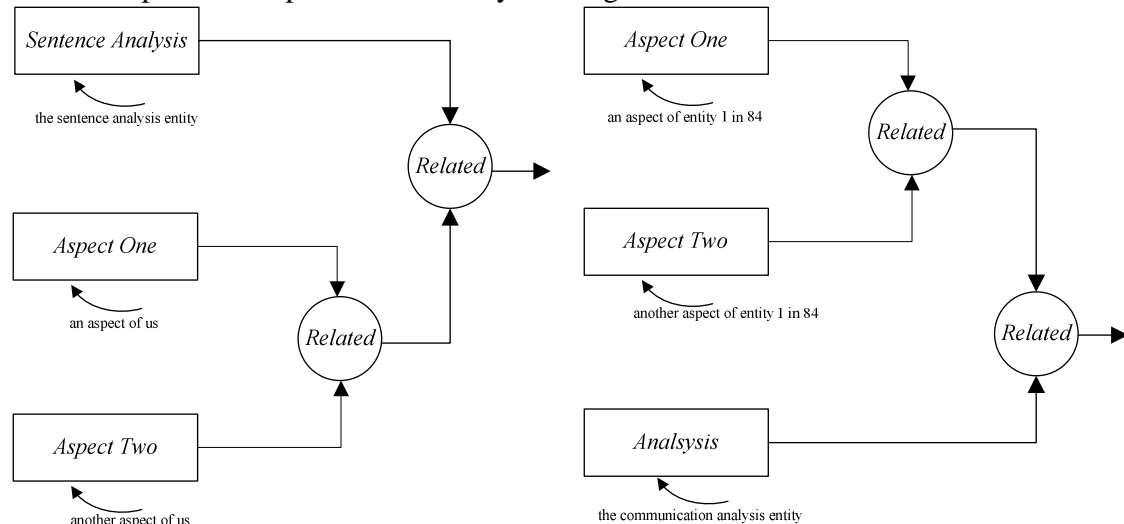 Sentence Analysis
the sentence analysis entity
Related
Aspect One
an aspect of us
Related
Aspect Two
another aspect of us
Aspect One
an aspect of entity 1 in 84
Related
Aspect Two
another aspect of entity 1 in 84
Related
Analsysis
the communication analysis entity